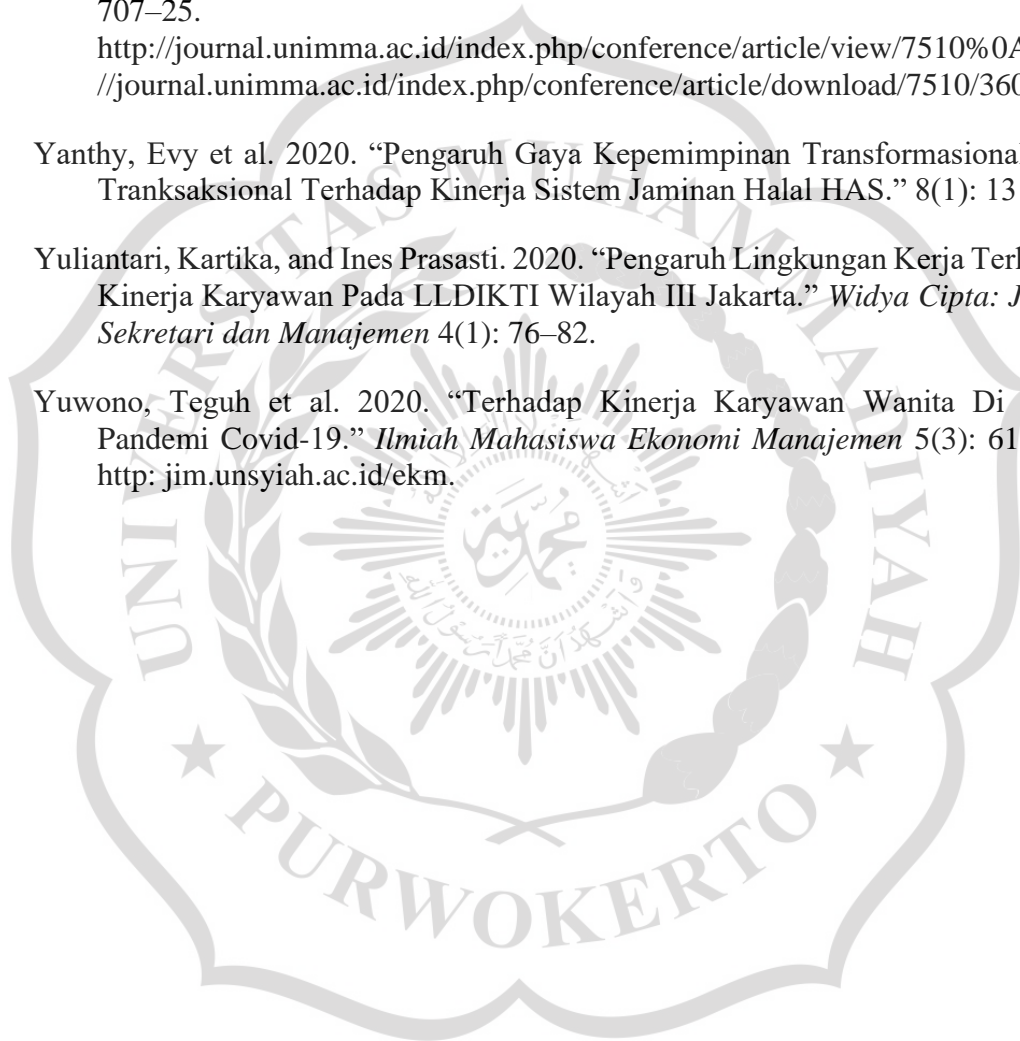 707–25.
http://journal.unimma.ac.id/index.php/conference/article/view/7510%0A
//journal.unimma.ac.id/index.php/conference/article/download/7510/360
Yanthy, Evy et al. 2020. “Pengaruh Gaya Kepemimpinan Transformasional
Tranksaksional Terhadap Kinerja Sistem Jaminan Halal HAS.” 8(1): 13
Yuliantari, Kartika, and Ines Prasasti. 2020. “Pengaruh Lingkungan Kerja
Kinerja Karyawan Pada LLDIKTI Wilayah III Jakarta.” Widya Cipta:
Sekretari dan Manajemen 4(1): 76–82.
Yuwono, Teguh et al. 2020. “Terhadap Kinerja Karyawan Wanita Di
Pandemi Covid-19.” Ilmiah Mahasiswa Ekonomi Manajemen 5(3): 61
http: jim.unsyiah.ac.id/ekm.
UNIVERSITAS MUHAMMADIYAH
PURWOKERTO